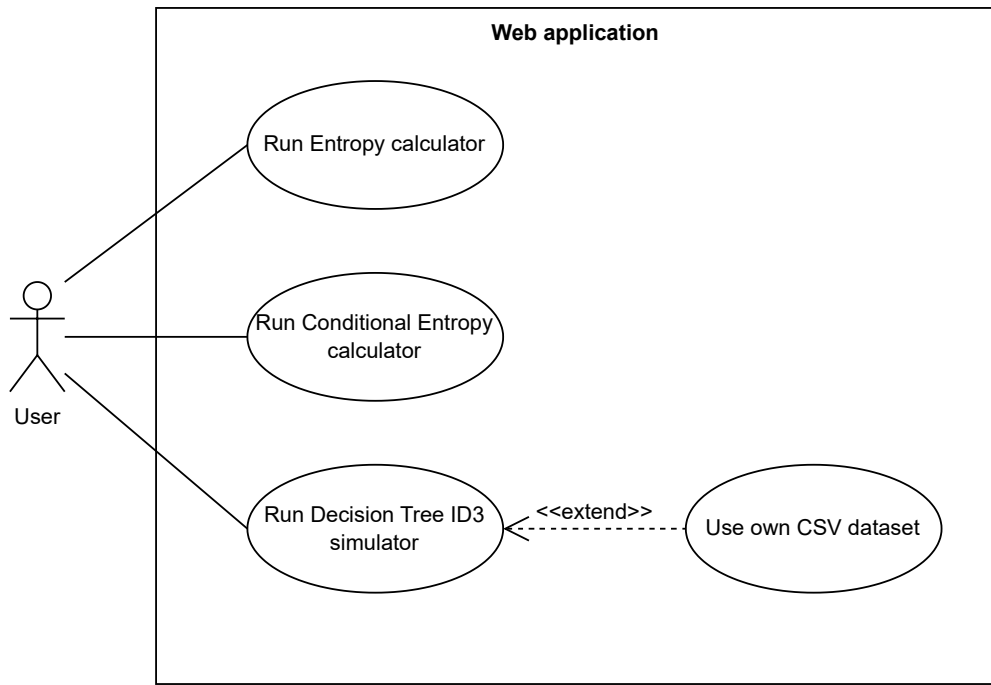 Web application
Run Entropy calculator
Run Conditional Entropy
calculator
User
Run Decision Tree ID3
simulator
<<extend>>
Use own CSV dataset